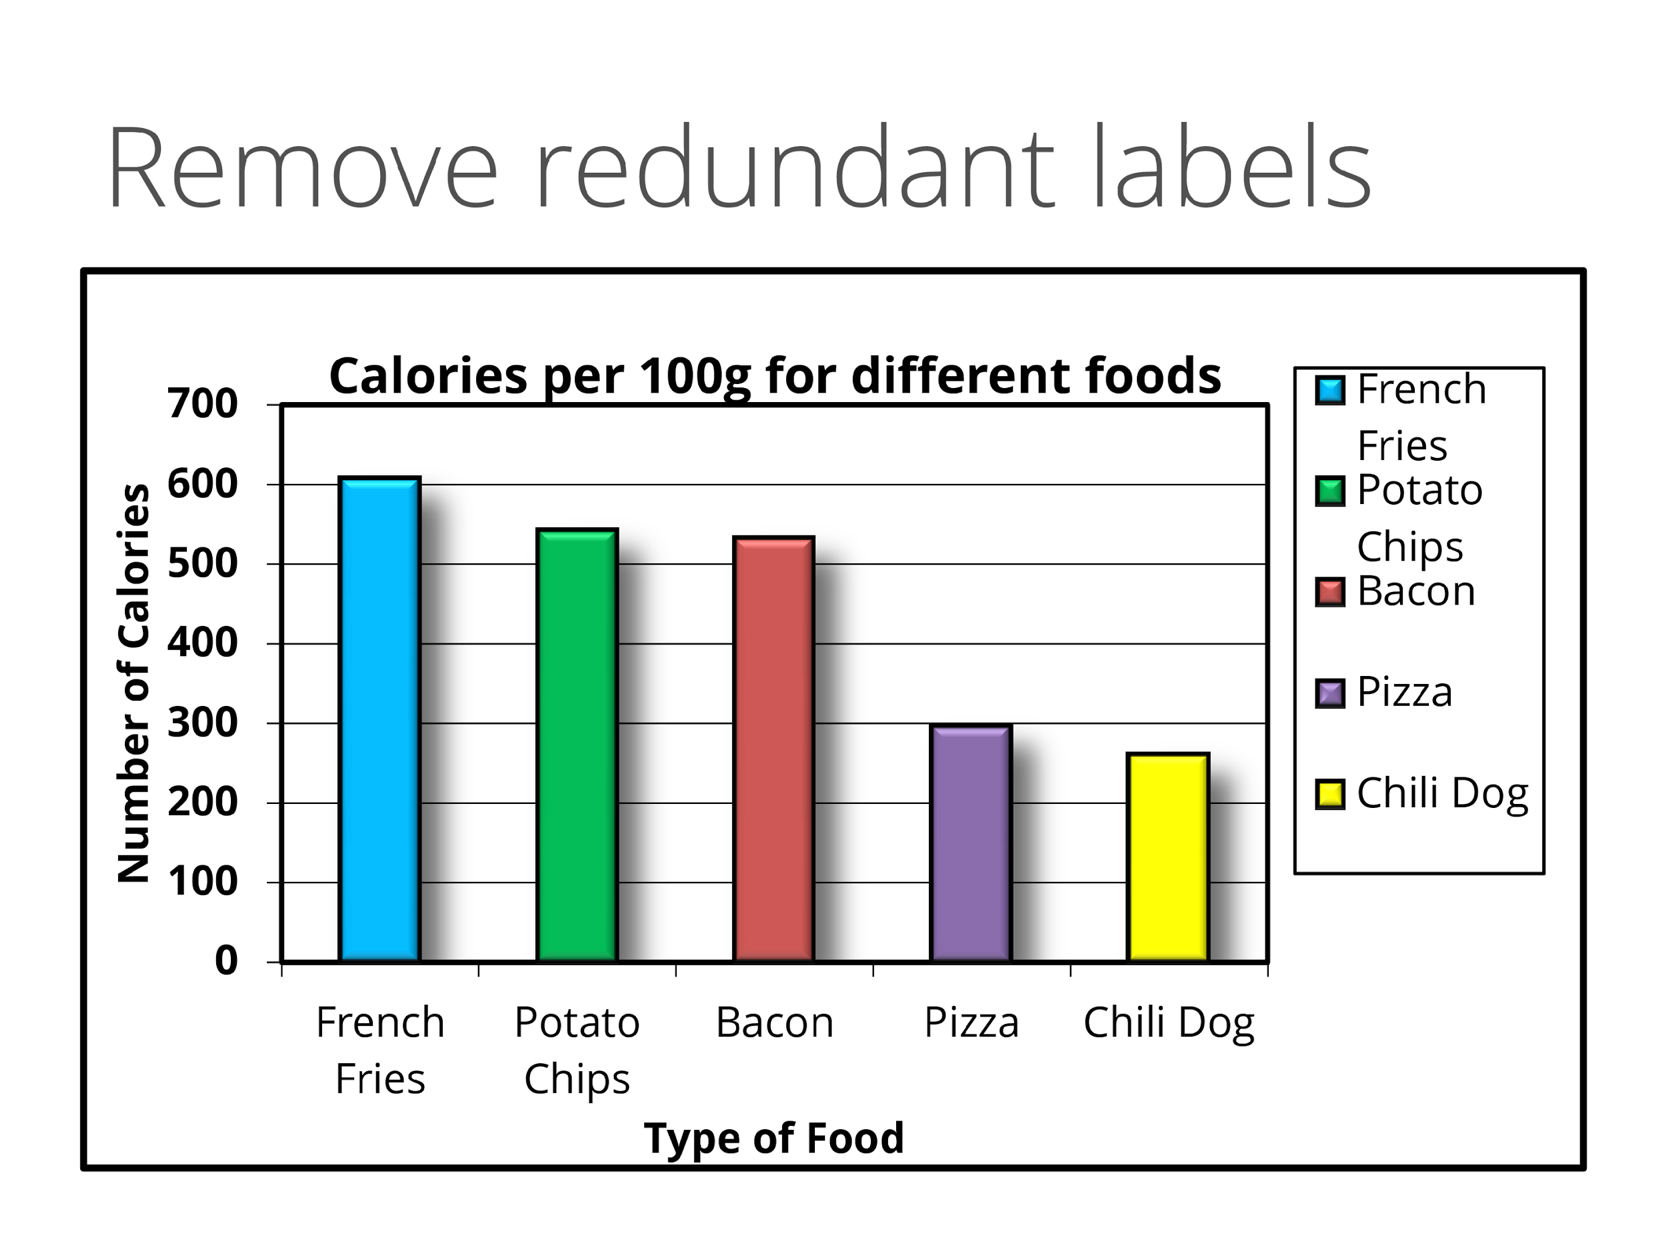 Remove redundant labels
Calories per 100g for different foods
Number of Calories
700
600
500
400
300
200
100
0
French
Fries
Potato
Chips
Bacon
Pizza
Chili Dog
Type of Food
French
Fries
Potato
Chips
Bacon
Pizza
Chili Dog